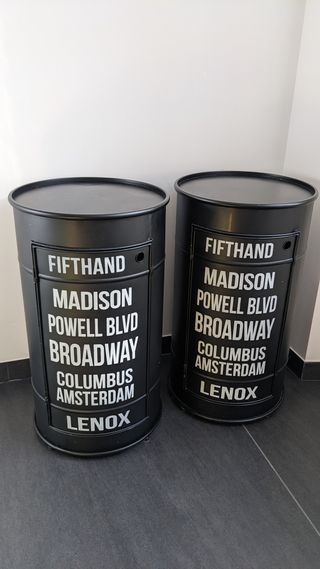 FIFTHAND
MADISON
POWELL BLVD
BROADWAY
COLUMBUS
AMSTERDAM
LENOX
FIFTHAND
MADISON
POWELL BLVD
BROADWAY
COLUMBUS
AMSTERDAM
LENOX